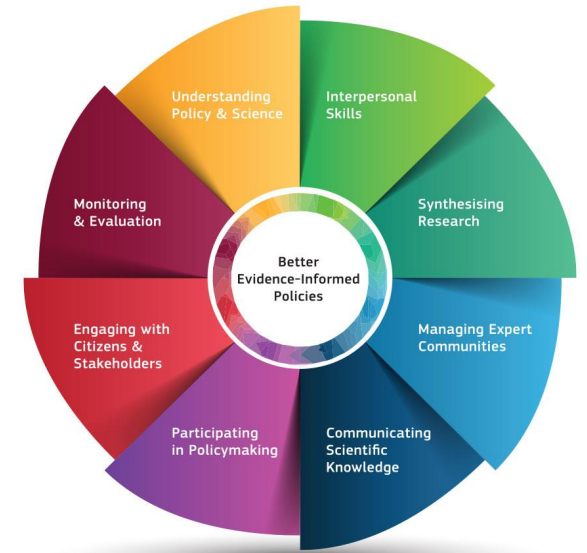 Understanding
Policy & Science
Interpersonal
Skills
Synthesising
Research
Managing Expert
Communities
Communicating
Scientific
Knowledge
Participating
in Policymaking
Engaging with
Citizens &
Stakeholders
Monitoring
& Evaluation
Better
Evidence-Informed
Policies